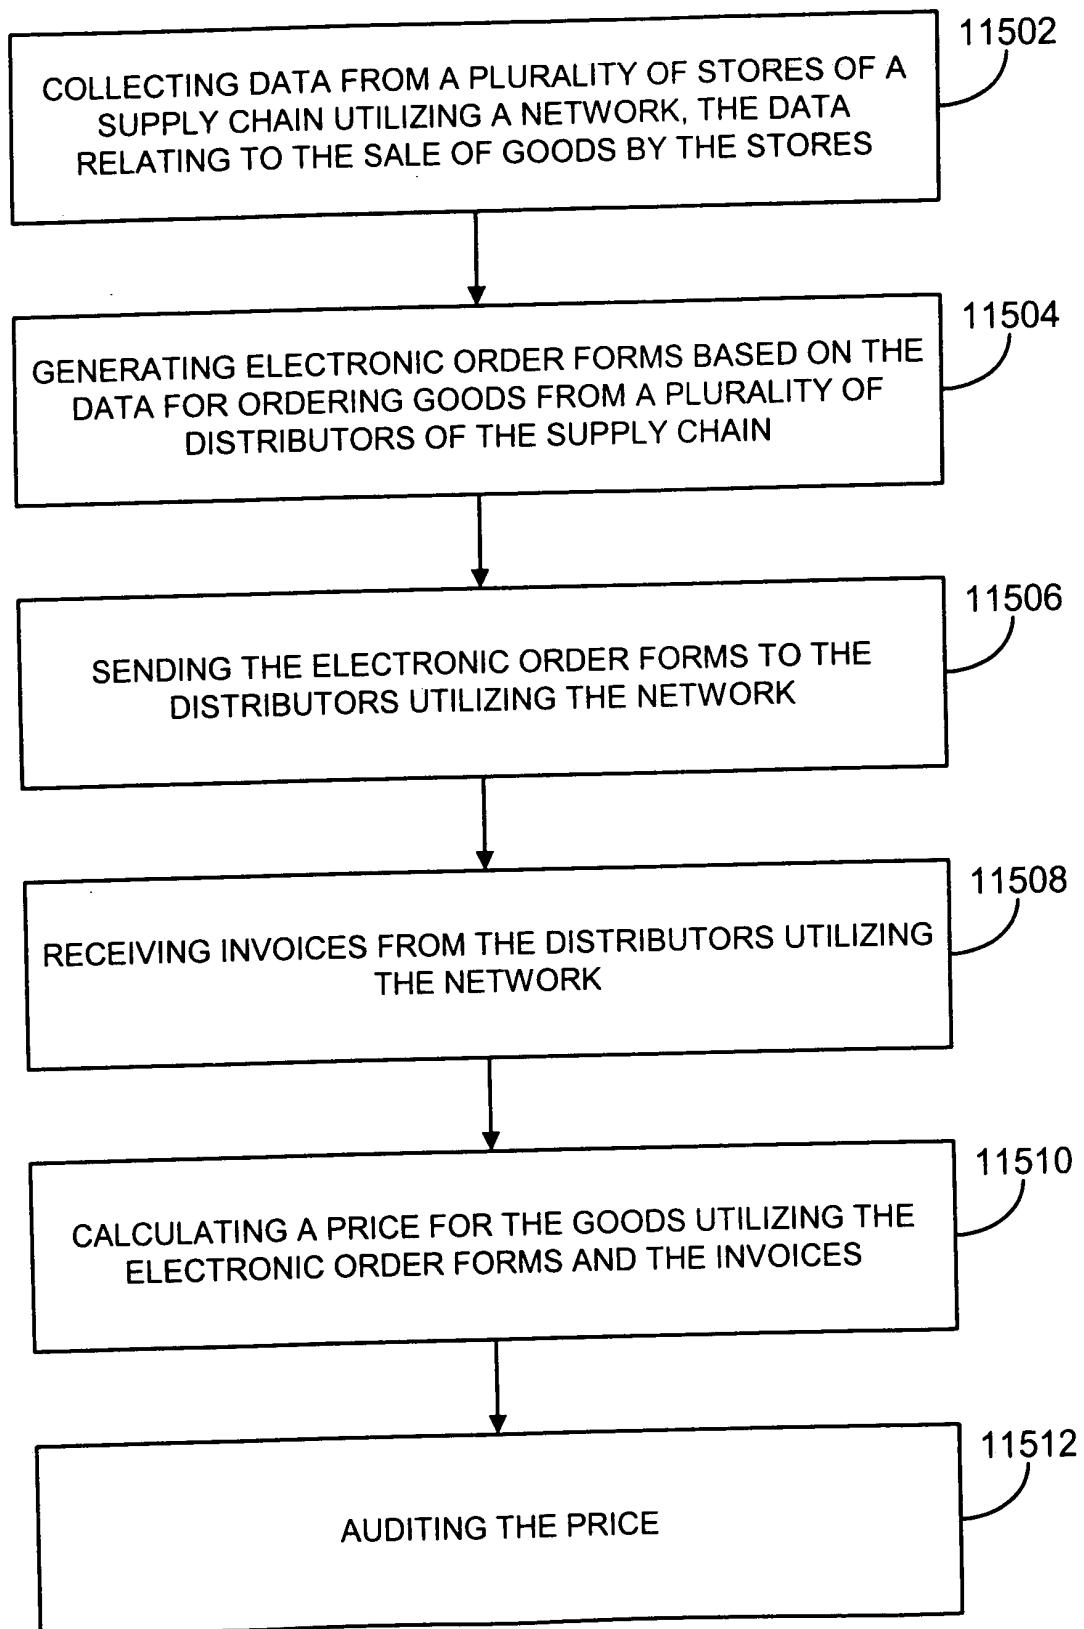 11502
COLLECTING DATA FROM A PLURALITY OF STORES OF A
SUPPLY CHAIN UTILIZING A NETWORK, THE DATA
RELATING TO THE SALE OF GOODS BY THE STORES
11504
GENERATING ELECTRONIC ORDER FORMS BASED ON THE
DATA FOR ORDERING GOODS FROM A PLURALITY OF
DISTRIBUTORS OF THE SUPPLY CHAIN
11506
SENDING THE ELECTRONIC ORDER FORMS TO THE
DISTRIBUTORS UTILIZING THE NETWORK
11508
RECEIVING INVOICES FROM THE DISTRIBUTORS UTILIZING
THE NETWORK
11510
CALCULATING A PRICE FOR THE GOODS UTILIZING THE
ELECTRONIC ORDER FORMS AND THE INVOICES
11512
AUDITING THE PRICE